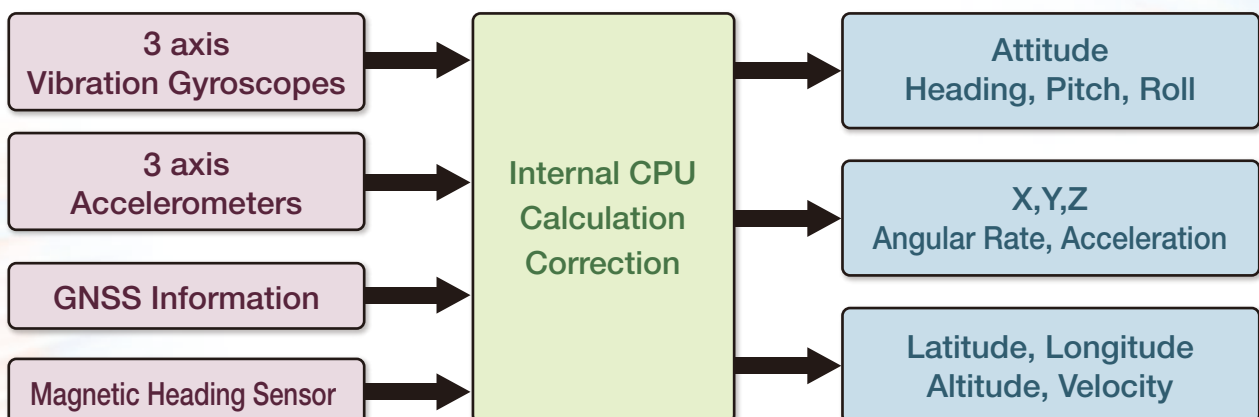 3 axis
Vibration Gyroscopes
3 axis
Accelerometers
GNSS Information
Magnetic Heading Sensor
Internal CPU
Calculation
Correction
Attitude
Heading, Pitch, Roll
X,Y,Z
Angular Rate, Acceleration
Latitude, Longitude
Altitude, Velocity